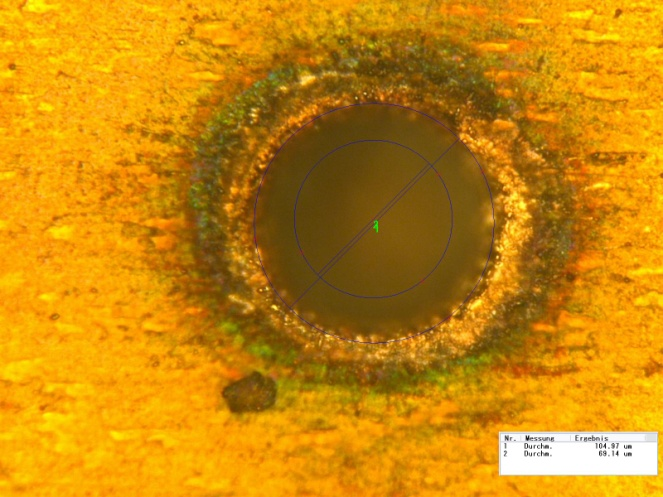 Nr. Messung Ergebnis
1 Durchm. 104.97 um
2 Durchm. 69.14 um